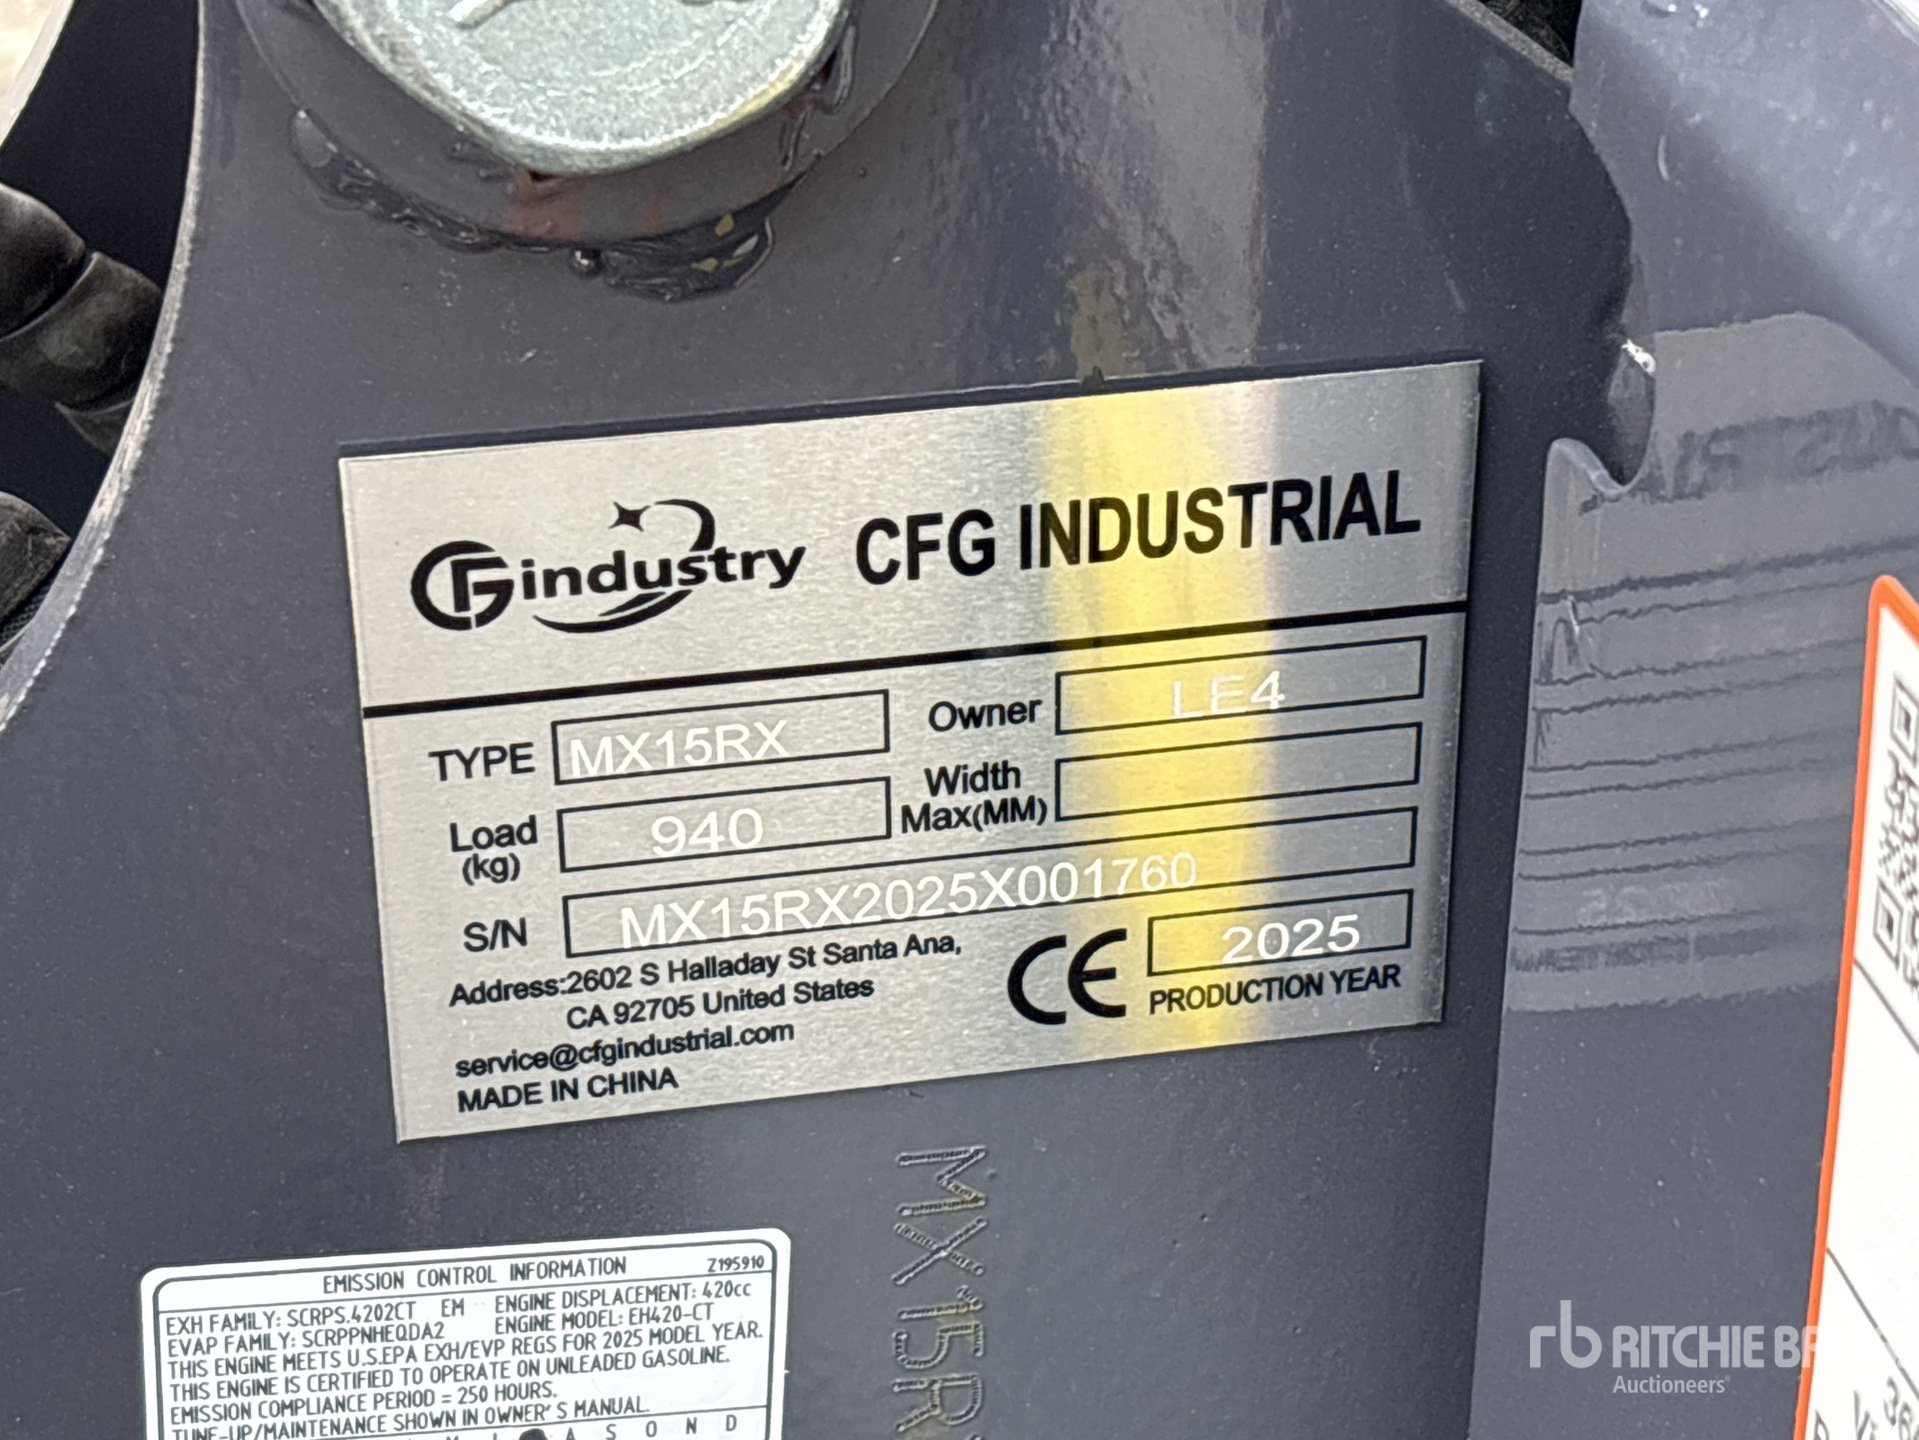 CFGindustry CFG INDUSTRIAL
TYPE MX15RX Owner LE4
Load (kg) 940 Width Max(MM)
S/N MX15RX2025X001760
Address:2602 S Halladay St Santa Ana,
CA 92705 United States
service@cfgindustrial.com
MADE IN CHINA
CE 2025
PRODUCTION YEAR
MX15R
EMISSION CONTROL INFORMATION Z195910
EXH FAMILY: SCRPS.4202CT EM ENGINE DISPLACEMENT: 420cc
EVAP FAMILY: SCRPPNHEQDA2 ENGINE MODEL: EH420-CT
THIS ENGINE MEETS U.S.EPA EXH/EVP REGS FOR 2025 MODEL YEAR.
THIS ENGINE IS CERTIFIED TO OPERATE ON UNLEADED GASOLINE.
EMISSION COMPLIANCE PERIOD = 250 HOURS.
TUNE-UP/MAINTENANCE SHOWN IN OWNER'S MANUAL.
A S O N D
rb RITCHIE
Auctioneers